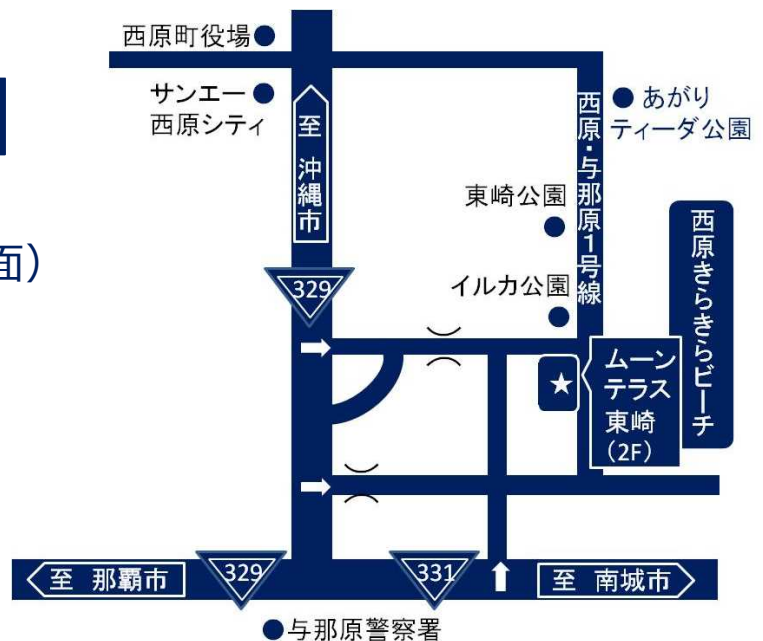 西原町役場●
サンエー●
西原シティ
至 沖縄市
面）
329
西原・与那原1号線
● あがり
ティーダ公園
東崎公園
●
イルカ公園
●
西原きらきらビーチ
★
ムーン
テラス
東崎
（2F）
至 那覇市
329
331
至 南城市
●与那原警察署